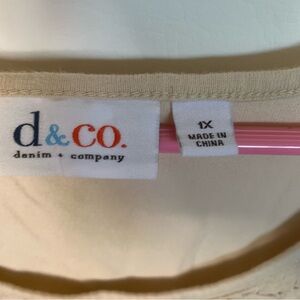 d&co.
denim + company
1X
MADE IN
CHINA